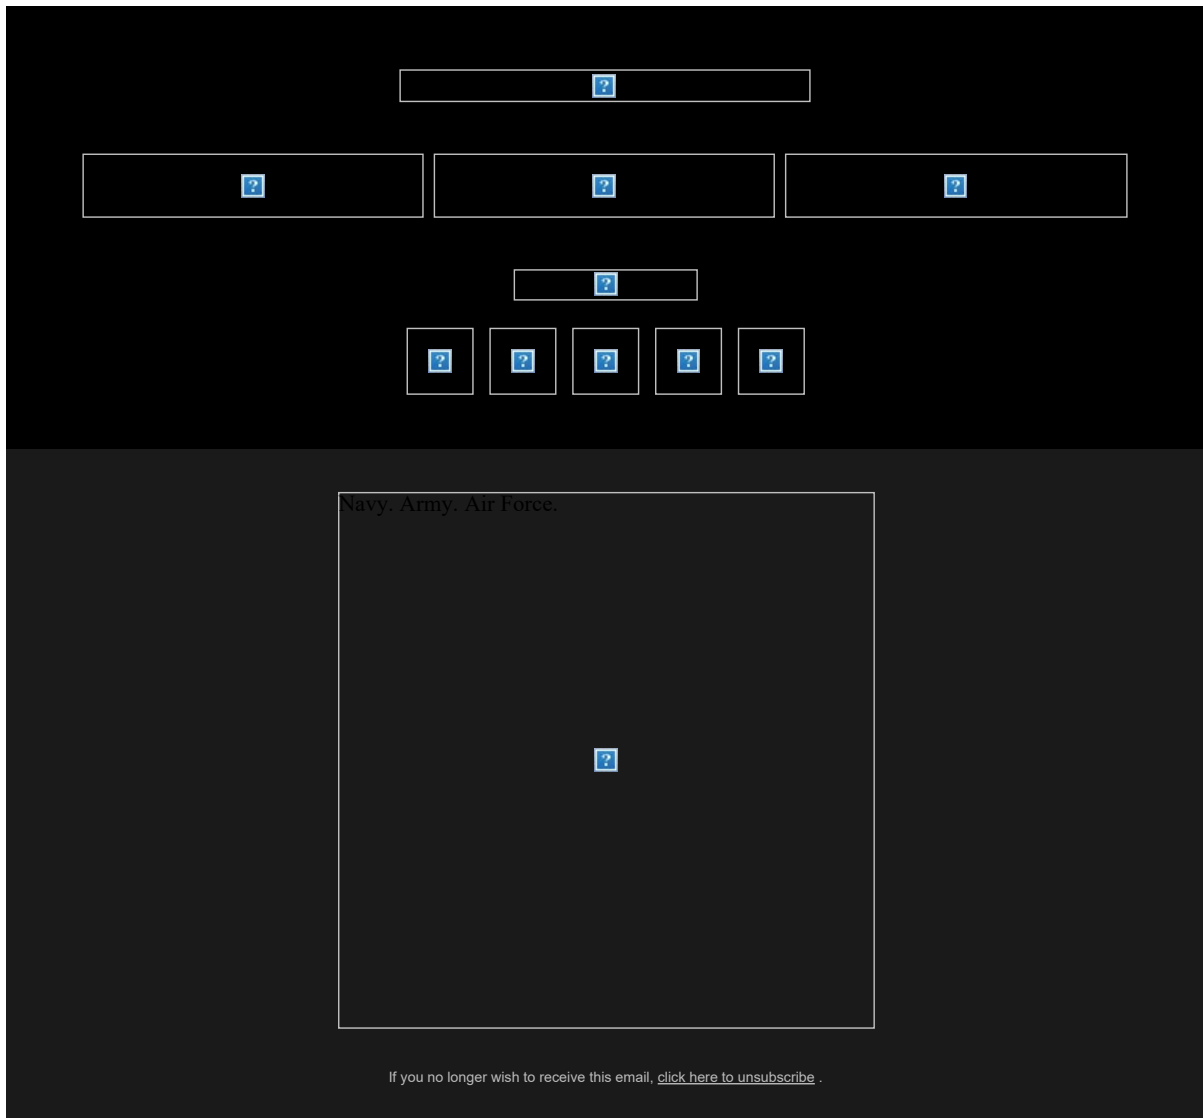 Navy. Army. Air Force.
If you no longer wish to receive this email, click here to unsubscribe .